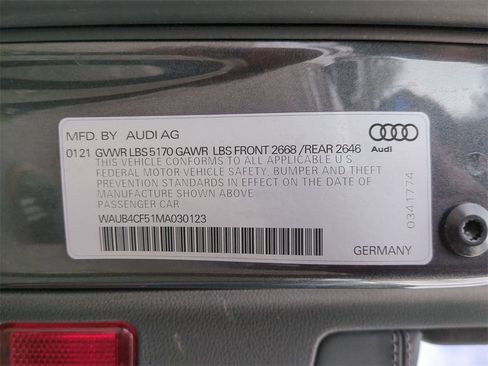 MFD. BY AUDI AG
0121 GVWR LBS 5170 GAWR LBS FRONT 2668 / REAR 2646
THIS VEHICLE CONFORMS TO ALL APPLICABLE U S
FEDERAL MOTOR VEHICLE SAFETY, BUMPER AND THEFT
PREVENTION STANDARDS IN EFFECT ON THE DATE OF
MANUFACTURE SHOWN ABOVE
PASSENGER CAR
WAUB4CF51MA030123
Audi
0341774
GERMANY